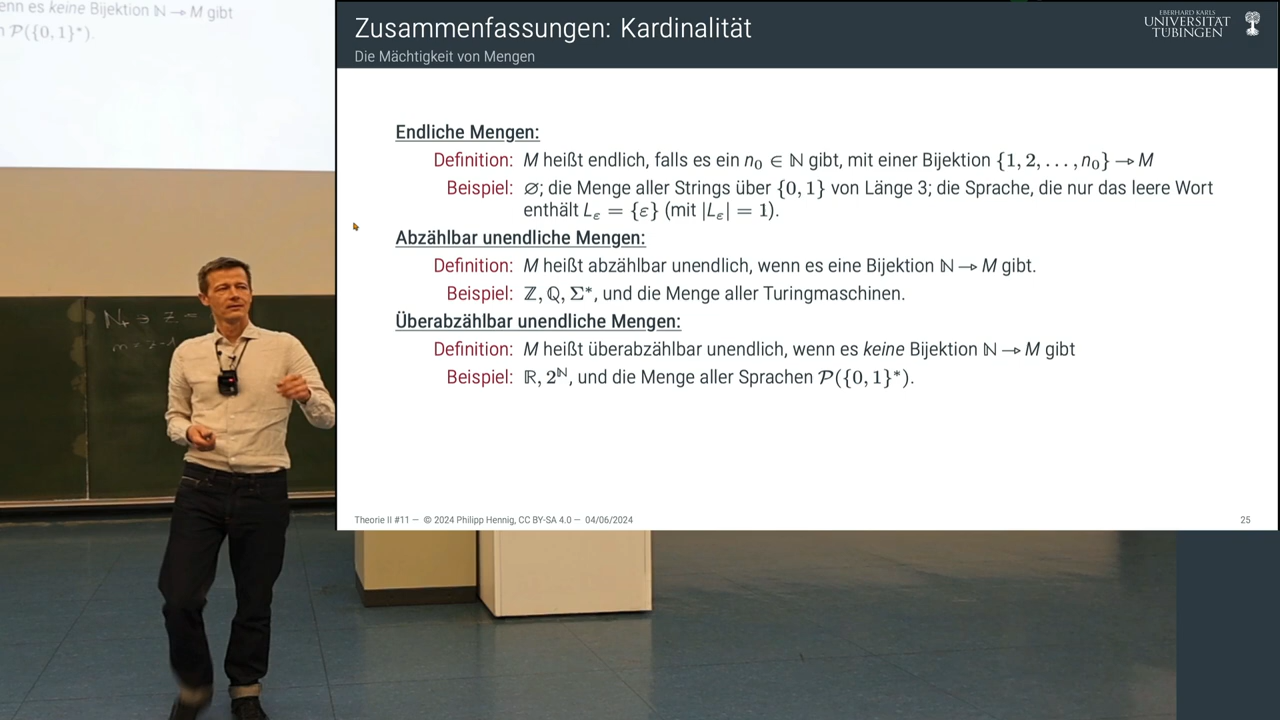 enn es keine Bijektion ℕ → M gibt
n 𝒫({0, 1}*).
Zusammenfassungen: Kardinalität
Die Mächtigkeit von Mengen
EBERHARD KARLS
UNIVERSITÄT
TÜBINGEN
Endliche Mengen:
Definition: M heißt endlich, falls es ein n₀ ∈ ℕ gibt, mit einer Bijektion {1, 2, . . . , n₀} → M
Beispiel: ∅; die Menge aller Strings über {0, 1} von Länge 3; die Sprache, die nur das leere Wort
enthält L_ε = {ε} (mit |L_ε| = 1).
Abzählbar unendliche Mengen:
Definition: M heißt abzählbar unendlich, wenn es eine Bijektion ℕ → M gibt.
Beispiel: ℤ, ℚ, Σ*, und die Menge aller Turingmaschinen.
Überabzählbar unendliche Mengen:
Definition: M heißt überabzählbar unendlich, wenn es keine Bijektion ℕ → M gibt
Beispiel: ℝ, 2^ℕ, und die Menge aller Sprachen 𝒫({0, 1}*).
Theorie II #11 — © 2024 Philipp Hennig, CC BY-SA 4.0 — 04/06/2024
25